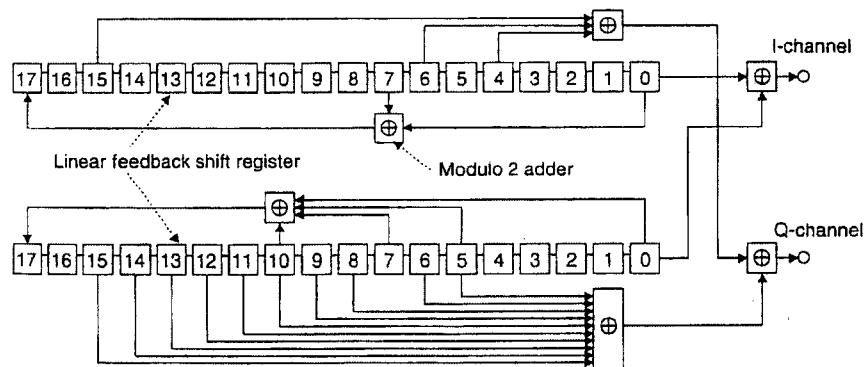 I-channel
17 16 15 14 13 12 11 10 9 8 7 6 5 4 3 2 1 0
Linear feedback shift register
Modulo 2 adder
Q-channel
17 16 15 14 13 12 11 10 9 8 7 6 5 4 3 2 1 0